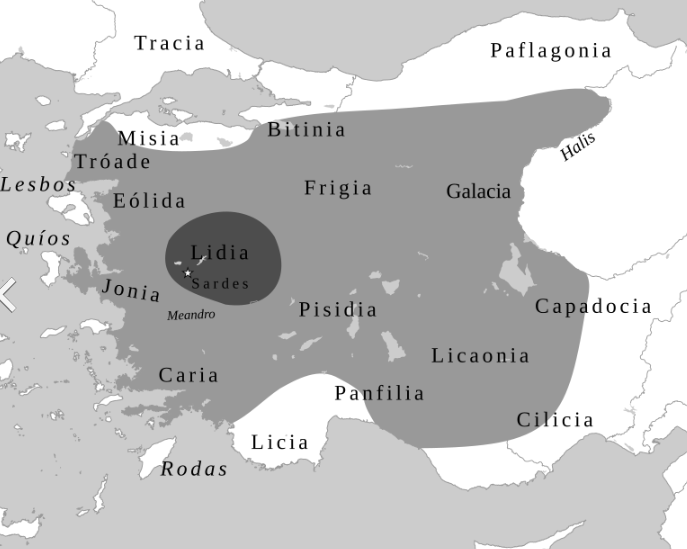 Tracia
Paflagonia
Bitinia
Misia
Halis
Tróade
Lesbos
Frigia
Galacia
Eólida
Quíos
Lidia
Sardes
Jonia
Meandro
Pisidia
Capadocia
Licaonia
Caria
Panfilia
Cilicia
Licia
Rodas